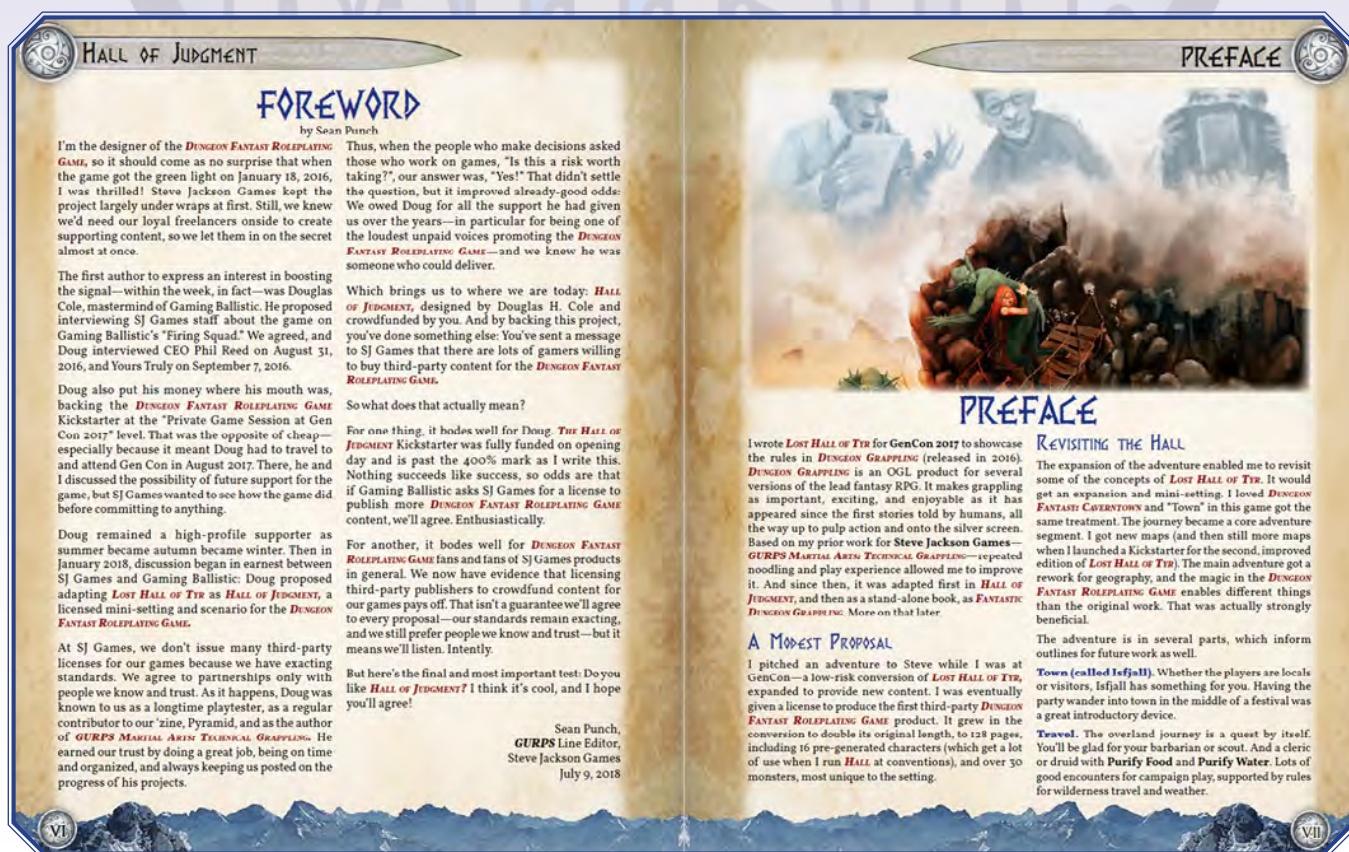 HALL OF JUDGMENT
FOREWORD
by Sean Punch
I'm the designer of the DUNGEON FANTASY ROLEPLAYING
GAME, so it should come as no surprise that when
the game got the green light on January 18, 2016,
I was thrilled! Steve Jackson Games kept the
project largely under wraps at first. Still, we knew
we'd need our loyal freelancers onside to create
supporting content, so we let them in on the secret
almost at once.
The first author to express an interest in boosting
the signal—within the week, in fact—was Douglas
Cole, mastermind of Gaming Ballistic. He proposed
interviewing SJ Games staff about the game on
Gaming Ballistic's "Firing Squad." We agreed, and
Doug interviewed CEO Phil Reed on August 31,
2016, and Yours Truly on September 7, 2016.
Doug also put his money where his mouth was,
backing the DUNGEON FANTASY ROLEPLAYING GAME
Kickstarter at the "Private Game Session at Gen
Con 2017" level. That was the opposite of cheap—
especially because it meant Doug had to travel to
and attend Gen Con in August 2017. There, he and
I discussed the possibility of future support for the
game, but SJ Games wanted to see how the game did
before committing to anything.
Doug remained a high-profile supporter as
summer became autumn became winter. Then in
January 2018, discussion began in earnest between
SJ Games and Gaming Ballistic: Doug proposed
adapting LOST HALL OF TYR as HALL OF JUDGMENT, a
licensed mini-setting and scenario for the DUNGEON
FANTASY ROLEPLAYING GAME.
At SJ Games, we don't issue many third-party
licenses for our games because we have exacting
standards. We agree to partnerships only with
people we know and trust. As it happens, Doug was
known to us as a longtime playtester, as a regular
contributor to our 'zine, Pyramid, and as the author
of GURPS MARTIAL ARTS: TECHNICAL GRAPPLING. He
earned our trust by doing a great job, being on time
and organized, and always keeping us posted on the
progress of his projects.
Thus, when the people who make decisions asked
those who work on games, "Is this a risk worth
taking?", our answer was, "Yes!" That didn't settle
the question, but it improved already-good odds:
We owed Doug for all the support he had given
us over the years—in particular for being one of
the loudest unpaid voices promoting the DUNGEON
FANTASY ROLEPLAYING GAME—and we knew he was
someone who could deliver.
Which brings us to where we are today: HALL
OF JUDGMENT, designed by Douglas H. Cole and
crowdfunded by you. And by backing this project,
you've done something else: You've sent a message
to SJ Games that there are lots of gamers willing
to buy third-party content for the DUNGEON FANTASY
ROLEPLAYING GAME.
So what does that actually mean?
For one thing, it bodes well for Doug. THE HALL OF
JUDGMENT Kickstarter was fully funded on opening
day and is past the 400% mark as I write this.
Nothing succeeds like success, so odds are that
if Gaming Ballistic asks SJ Games for a license to
publish more DUNGEON FANTASY ROLEPLAYING GAME
content, we'll agree. Enthusiastically.
For another, it bodes well for DUNGEON FANTASY
ROLEPLAYING GAME fans and fans of SJ Games products
in general. We now have evidence that licensing
third-party publishers to crowdfund content for
our games pays off. That isn't a guarantee we'll agree
to every proposal—our standards remain exacting,
and we still prefer people we know and trust—but it
means we'll listen. Intently.
But here's the final and most important test: Do you
like HALL OF JUDGMENT? I think it's cool, and I hope
you'll agree!
Sean Punch,
GURPS Line Editor,
Steve Jackson Games
July 9, 2018
VI
PREFACE
PREFACE
I wrote LOST HALL OF TYR for GenCon 2017 to showcase
the rules in DUNGEON GRAPPLING (released in 2016).
DUNGEON GRAPPLING is an OGL product for several
versions of the lead fantasy RPG. It makes grappling
as important, exciting, and enjoyable as it has
appeared since the first stories told by humans, all
the way up to pulp action and onto the silver screen.
Based on my prior work for Steve Jackson Games—
GURPS MARTIAL ARTS: TECHNICAL GRAPPLING—repeated
noodling and play experience allowed me to improve
it. And since then, it was adapted first in HALL OF
JUDGMENT, and then as a stand-alone book, as FANTASTIC
DUNGEON GRAPPLING. More on that later.
A MODEST PROPOSAL
I pitched an adventure to Steve while I was at
GenCon—a low-risk conversion of LOST HALL OF TYR,
expanded to provide new content. I was eventually
given a license to produce the first third-party DUNGEON
FANTASY ROLEPLAYING GAME product. It grew in the
conversion to double its original length, to 128 pages,
including 16 pre-generated characters (which get a lot
of use when I run HALL at conventions), and over 30
monsters, most unique to the setting.
REVISITING THE HALL
The expansion of the adventure enabled me to revisit
some of the concepts of LOST HALL OF TYR. It would
get an expansion and mini-setting. I loved DUNGEON
FANTASY: CAVERNTOWN and "Town" in this game got the
same treatment. The journey became a core adventure
segment. I got new maps (and then still more maps
when I launched a Kickstarter for the second, improved
edition of LOST HALL OF TYR). The main adventure got a
rework for geography, and the magic in the DUNGEON
FANTASY ROLEPLAYING GAME enables different things
than the original work. That was actually strongly
beneficial.
The adventure is in several parts, which inform
outlines for future work as well.
Town (called Isfjall). Whether the players are locals
or visitors, Isfjall has something for you. Having the
party wander into town in the middle of a festival was
a great introductory device.
Travel. The overland journey is a quest by itself.
You'll be glad for your barbarian or scout. And a cleric
or druid with Purify Food and Purify Water. Lots of
good encounters for campaign play, supported by rules
for wilderness travel and weather.
VII